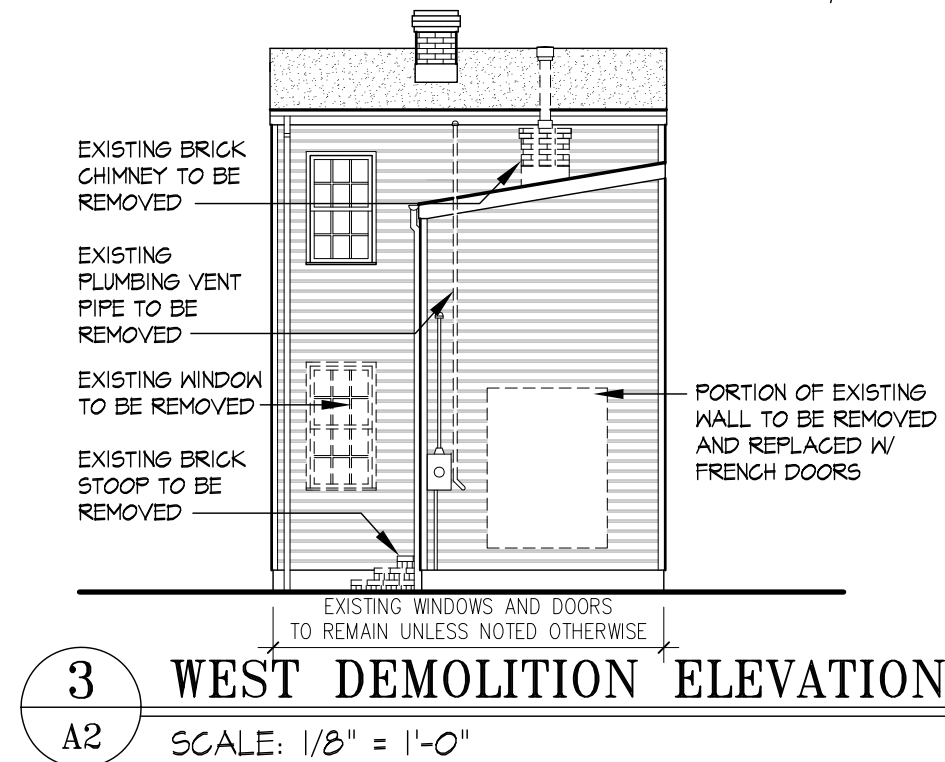 EXISTING BRICK
CHIMNEY TO BE
REMOVED
EXISTING
PLUMBING VENT
PIPE TO BE
REMOVED
EXISTING WINDOW
TO BE REMOVED
EXISTING BRICK
STOOP TO BE
REMOVED
PORTION OF EXISTING
WALL TO BE REMOVED
AND REPLACED W/
FRENCH DOORS
EXISTING WINDOWS AND DOORS
TO REMAIN UNLESS NOTED OTHERWISE
3
A2
WEST DEMOLITION ELEVATION
SCALE: 1/8" = 1'-0"